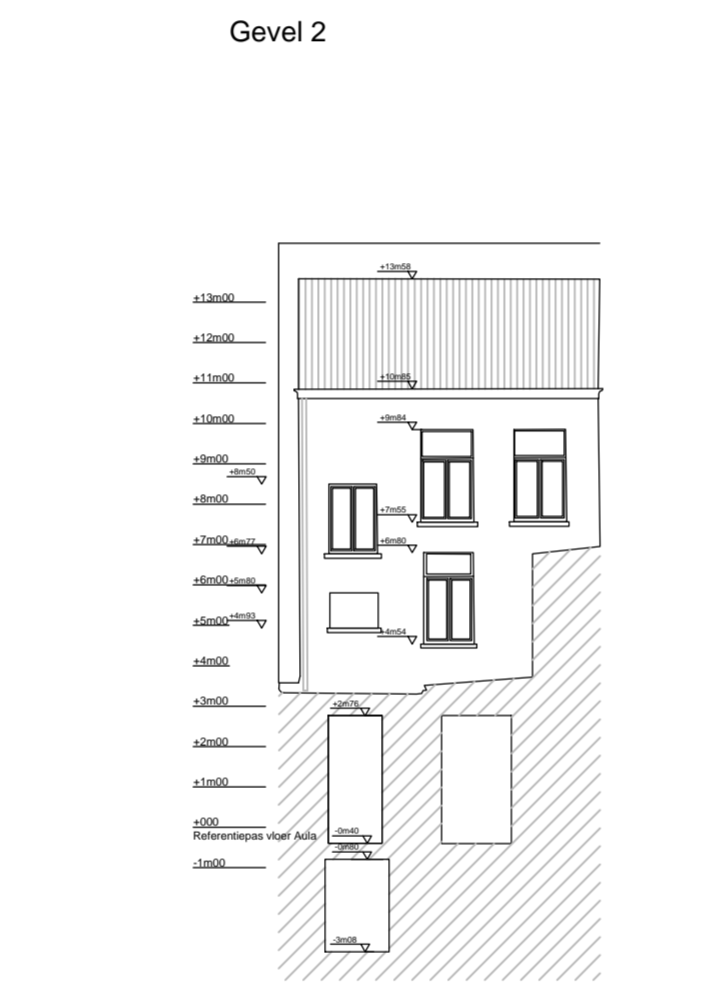 Gevel 2
+13m58
+13m00
+12m00
+11m00
+10m85
+10m00
+9m84
+9m00
+8m50
+8m00
+7m55
+7m00
+6m77
+6m80
+6m00
+5m80
+5m00
+4m93
+4m54
+4m00
+3m00
+2m76
+2m00
+1m00
+000
Referentiepas vloer Aula
-0m40
-0m80
-1m00
-3m08